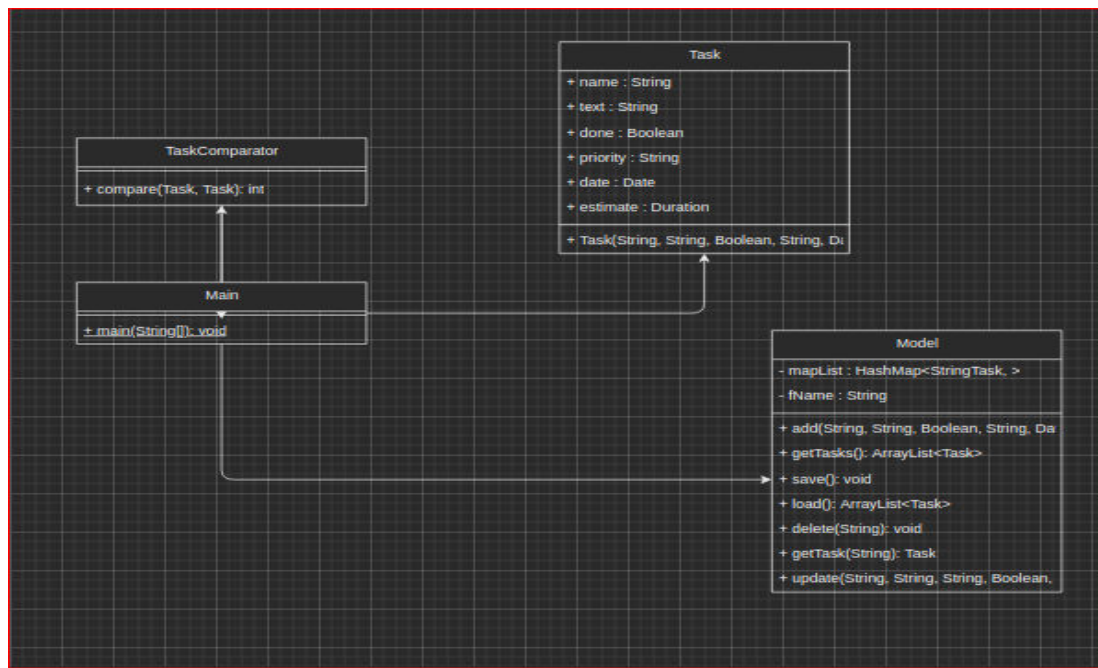 Task
+ name : String
+ text : String
+ done : Boolean
+ priority : String
+ date : Date
+ estimate : Duration
+ Task(String, String, Boolean, String, Da
TaskComparator
+ compare(Task, Task): int
Main
+ main(String[]): void
Model
- mapList : HashMap<StringTask, >
- fName : String
+ add(String, String, Boolean, String, Da
+ getTasks(): ArrayList<Task>
+ save(): void
+ load(): ArrayList<Task>
+ delete(String): void
+ getTask(String): Task
+ update(String, String, String, Boolean,